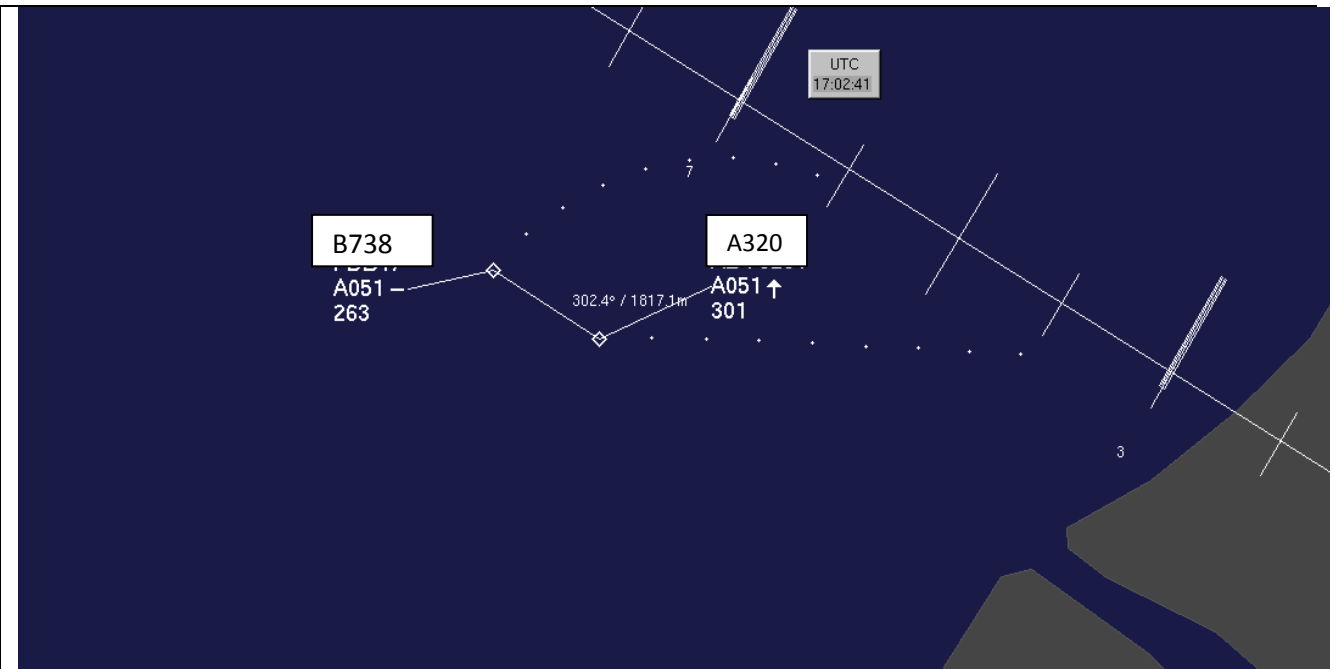 UTC
17:02:41
7
B738
A051 –
263
A320
A051 ↑
301
302.4° / 1817.1m
3